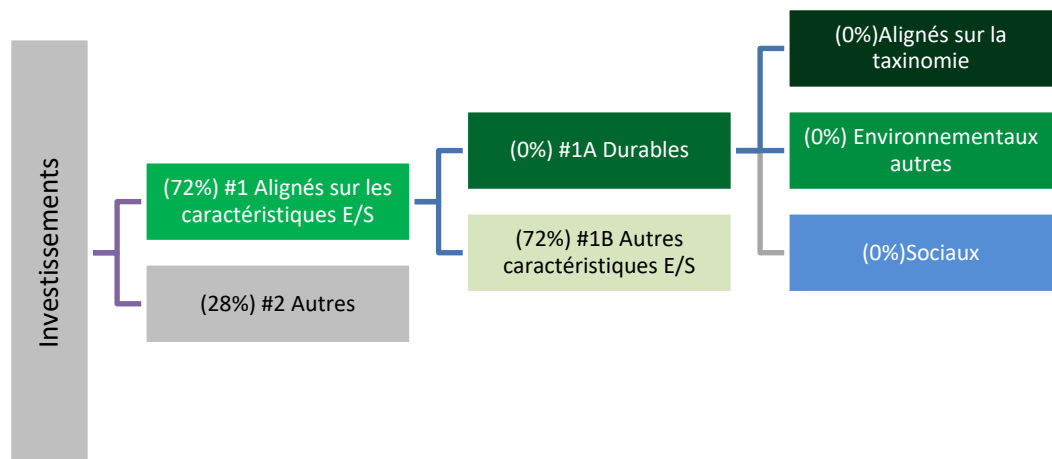 Investissements
(72%) #1 Alignés sur les
caractéristiques E/S
(28%) #2 Autres
(0%) #1A Durables
(72%) #1B Autres
caractéristiques E/S
(0%)Alignés sur la
taxinomie
(0%) Environnementaux
autres
(0%)Sociaux